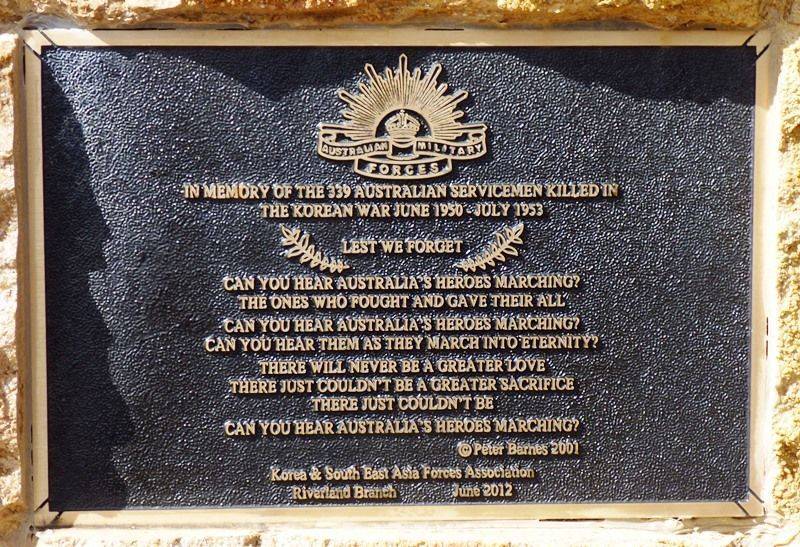 AUSTRALIAN MILITARY
FORCES
IN MEMORY OF THE 339 AUSTRALIAN SERVICEMEN KILLED IN
THE KOREAN WAR JUNE 1950 - JULY 1953
LEST WE FORGET
CAN YOU HEAR AUSTRALIA'S HEROES MARCHING?
THE ONES WHO FOUGHT AND GAVE THEIR ALL
CAN YOU HEAR AUSTRALIA'S HEROES MARCHING?
CAN YOU HEAR THEM AS THEY MARCH INTO ETERNITY?
THERE WILL NEVER BE A GREATER LOVE
THERE JUST COULDN'T BE A GREATER SACRIFICE
THERE JUST COULDN'T BE
CAN YOU HEAR AUSTRALIA'S HEROES MARCHING?
© Peter Barnes 2001
Korea & South East Asia Forces Association
Riverland Branch June 2012